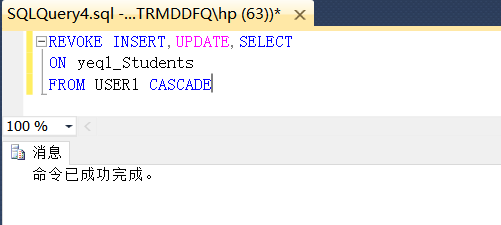 SQLQuery4.sql -...TRMDDFQ\hp (63))* ×
REVOKE INSERT,UPDATE,SELECT
ON yeql_Students
FROM USER1 CASCADE
100 %
消息
命令已成功完成。